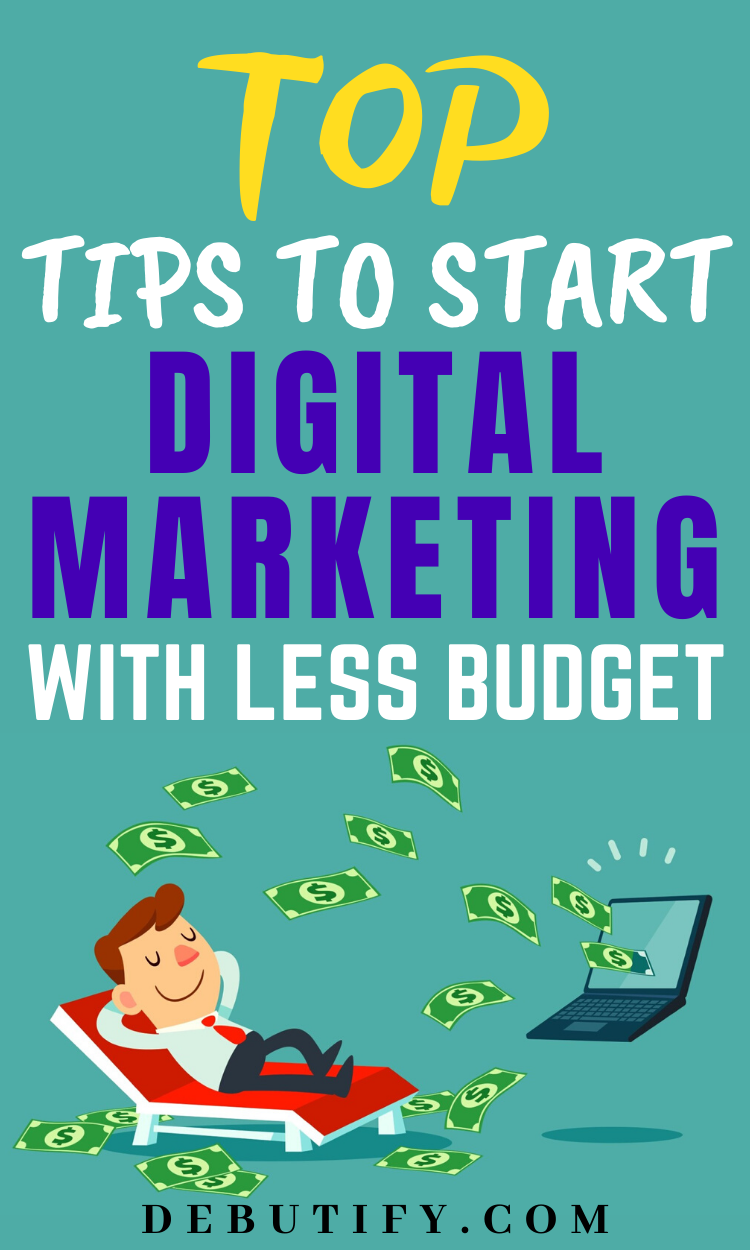 TOP
TIPS TO START
DIGITAL
MARKETING
WITH LESS BUDGET
DEBUTIFY.COM